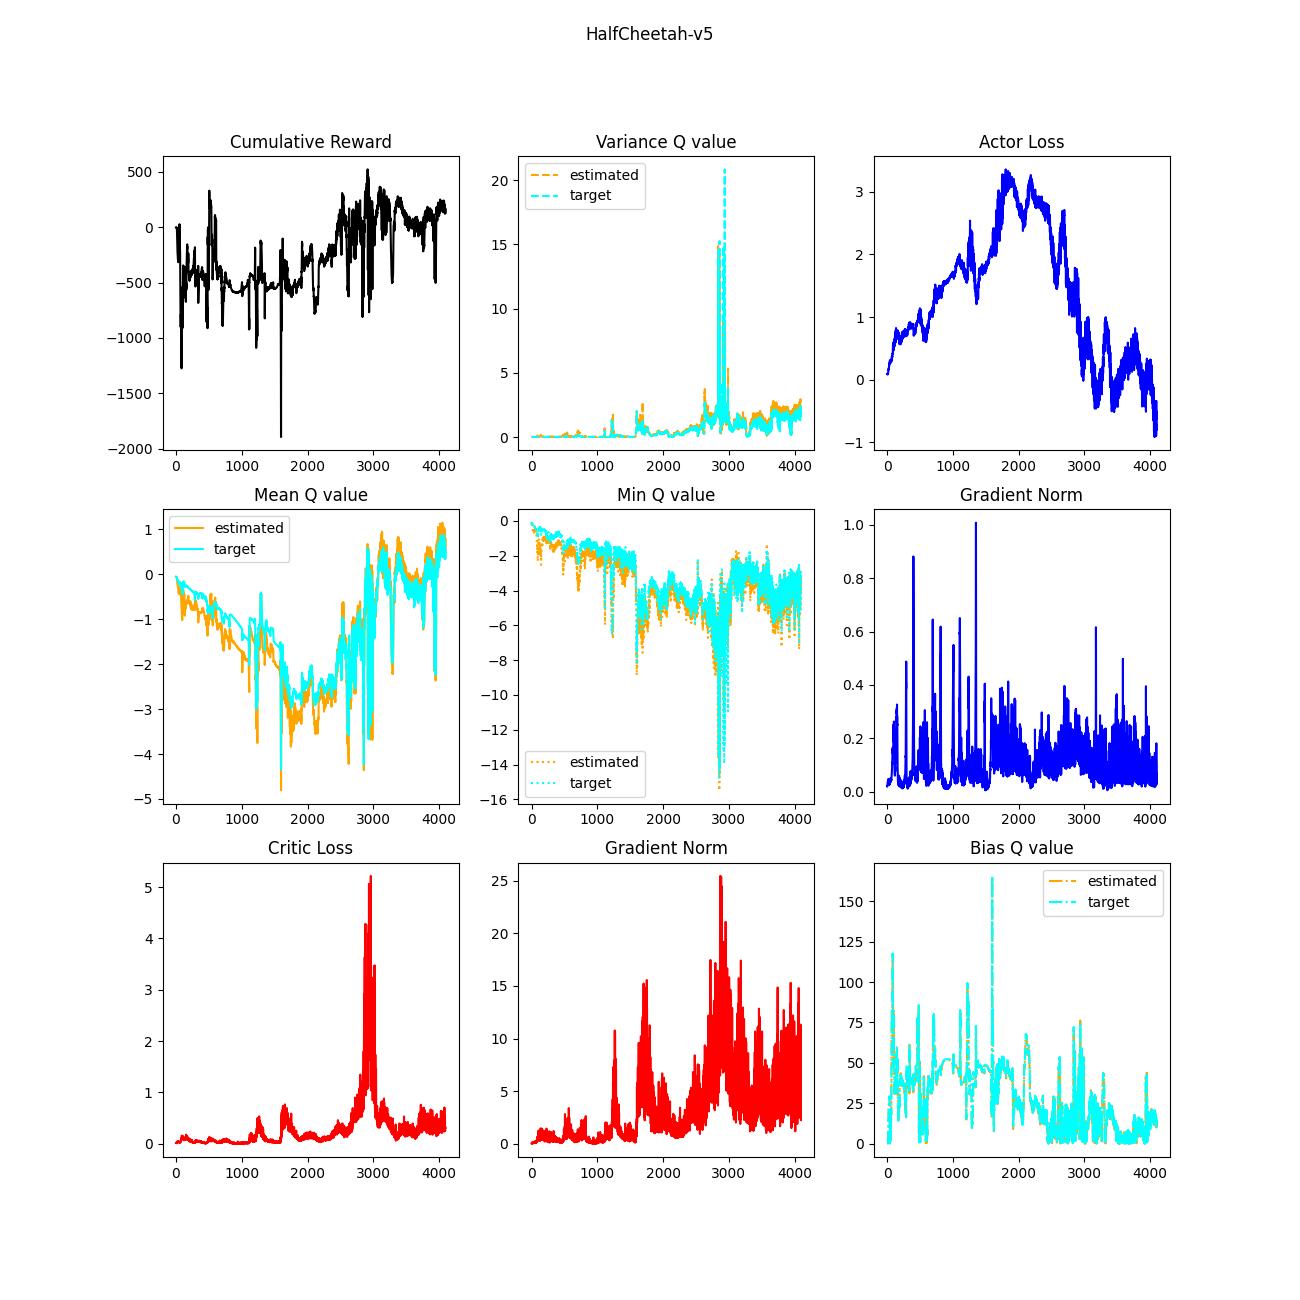 HalfCheetah-v5
Cumulative Reward
500
0
−500
−1000
−1500
−2000
0 1000 2000 3000 4000
Variance Q value
estimated
target
20
15
10
5
0
0 1000 2000 3000 4000
Actor Loss
3
2
1
0
−1
0 1000 2000 3000 4000
Mean Q value
estimated
target
1
0
−1
−2
−3
−4
−5
0 1000 2000 3000 4000
Min Q value
0
−2
−4
−6
−8
−10
−12
−14
−16
estimated
target
0 1000 2000 3000 4000
Gradient Norm
1.0
0.8
0.6
0.4
0.2
0.0
0 1000 2000 3000 4000
Critic Loss
5
4
3
2
1
0
0 1000 2000 3000 4000
Gradient Norm
25
20
15
10
5
0
0 1000 2000 3000 4000
Bias Q value
estimated
target
150
125
100
75
50
25
0
0 1000 2000 3000 4000